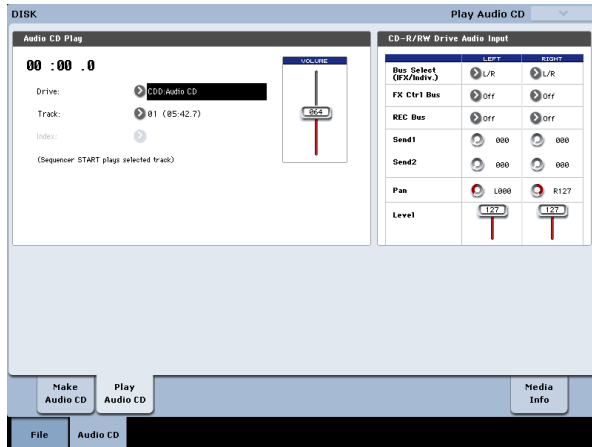 DISK
Play Audio CD
Audio CD Play
00 :00 .0
Drive:
CDD:Audio CD
Track:
01 (05:42.7)
Index:
(Sequencer START plays selected track)
VOLUME
064
CD-R/RW Drive Audio Input
LEFT RIGHT
Bus Select
(IFX/Indiv.)
L/R L/R
FX Ctrl Bus Off Off
REC Bus Off Off
Send1 000 000
Send2 000 000
Pan L000 R127
Level 127 127
Make
Audio CD
Play
Audio CD
Media
Info
File
Audio CD